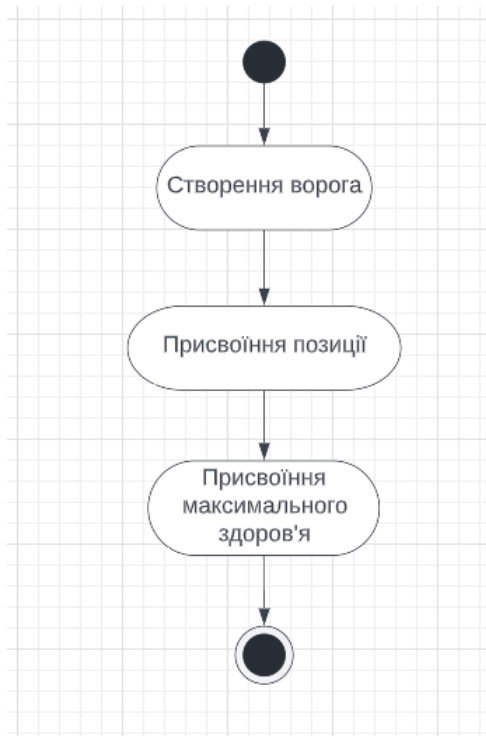 Створення ворога
Присвоїння позиції
Присвоїння
максимального
здоров'я